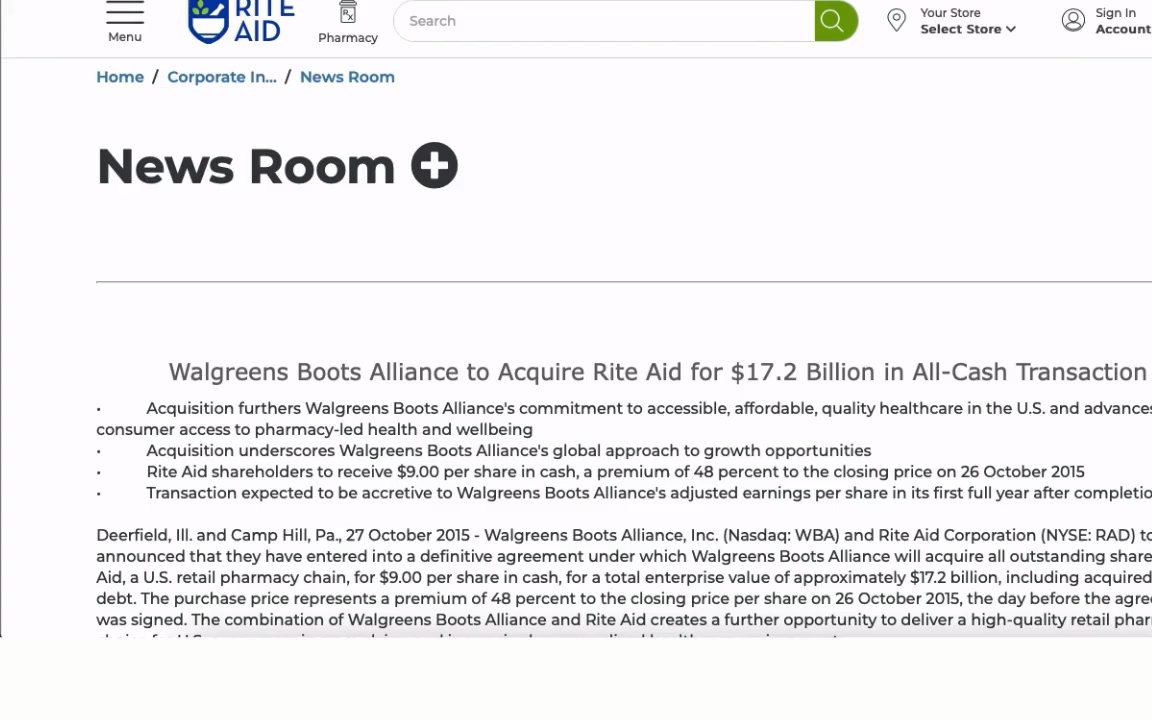 RITE
AID
Menu
Pharmacy
Search
Your Store
Select Store
Sign In
Account
Home / Corporate In... / News Room
News Room
Walgreens Boots Alliance to Acquire Rite Aid for $17.2 Billion in All-Cash Transaction
· Acquisition furthers Walgreens Boots Alliance's commitment to accessible, affordable, quality healthcare in the U.S. and advances
consumer access to pharmacy-led health and wellbeing
· Acquisition underscores Walgreens Boots Alliance's global approach to growth opportunities
· Rite Aid shareholders to receive $9.00 per share in cash, a premium of 48 percent to the closing price on 26 October 2015
· Transaction expected to be accretive to Walgreens Boots Alliance's adjusted earnings per share in its first full year after completio
Deerfield, Ill. and Camp Hill, Pa., 27 October 2015 - Walgreens Boots Alliance, Inc. (Nasdaq: WBA) and Rite Aid Corporation (NYSE: RAD) to
announced that they have entered into a definitive agreement under which Walgreens Boots Alliance will acquire all outstanding share
Aid, a U.S. retail pharmacy chain, for $9.00 per share in cash, for a total enterprise value of approximately $17.2 billion, including acquired
debt. The purchase price represents a premium of 48 percent to the closing price per share on 26 October 2015, the day before the agre
was signed. The combination of Walgreens Boots Alliance and Rite Aid creates a further opportunity to deliver a high-quality retail phar